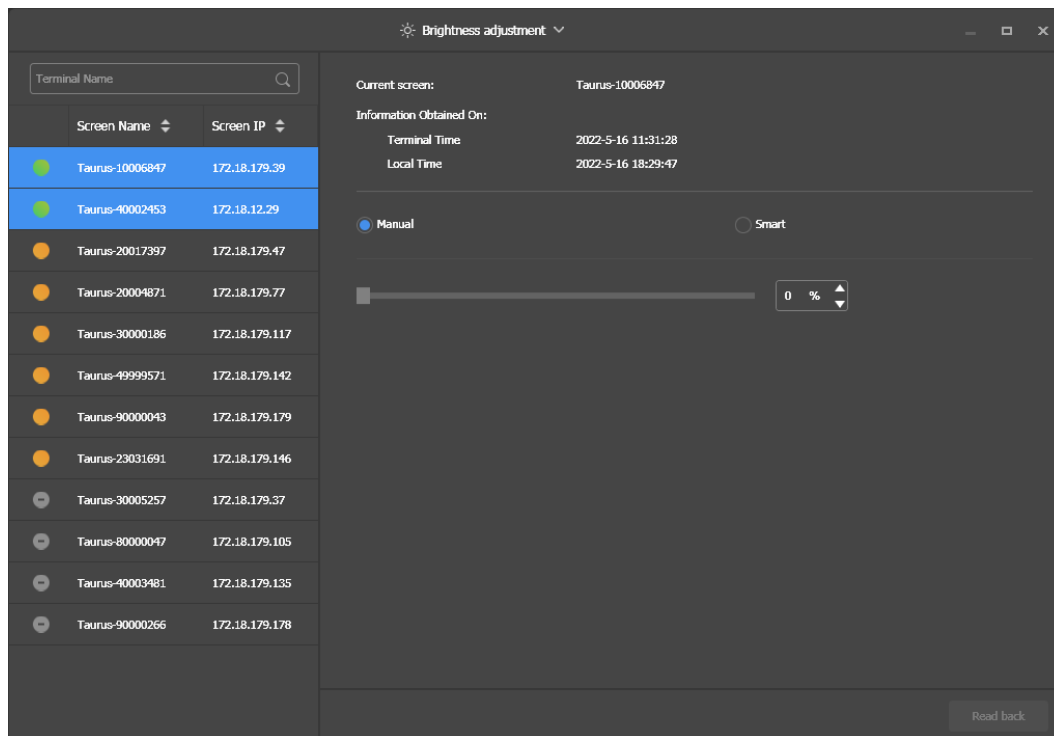 Brightness adjustment
Terminal Name
Screen Name Screen IP
Taurus-10006847 172.18.179.39
Taurus-40002453 172.18.12.29
Taurus-20017397 172.18.179.47
Taurus-20004871 172.18.179.77
Taurus-30000186 172.18.179.117
Taurus-49999571 172.18.179.142
Taurus-90000043 172.18.179.179
Taurus-23031691 172.18.179.146
Taurus-30005257 172.18.179.37
Taurus-80000047 172.18.179.105
Taurus-40003481 172.18.179.135
Taurus-90000266 172.18.179.178
Current screen: Taurus-10006847
Information Obtained On:
Terminal Time 2022-5-16 11:31:28
Local Time 2022-5-16 18:29:47
Manual Smart
0 %
Read back